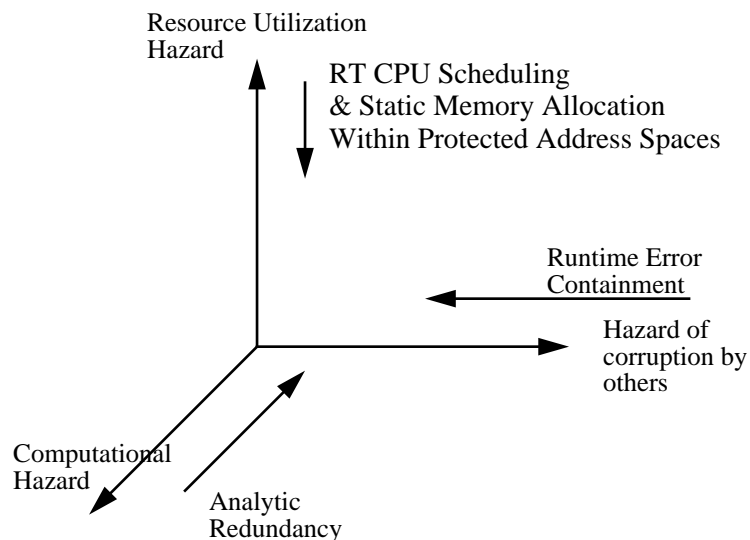 Resource Utilization
Hazard
RT CPU Scheduling
& Static Memory Allocation
Within Protected Address Spaces
Runtime Error
Containment
Hazard of
corruption by
others
Computational
Hazard
Analytic
Redundancy